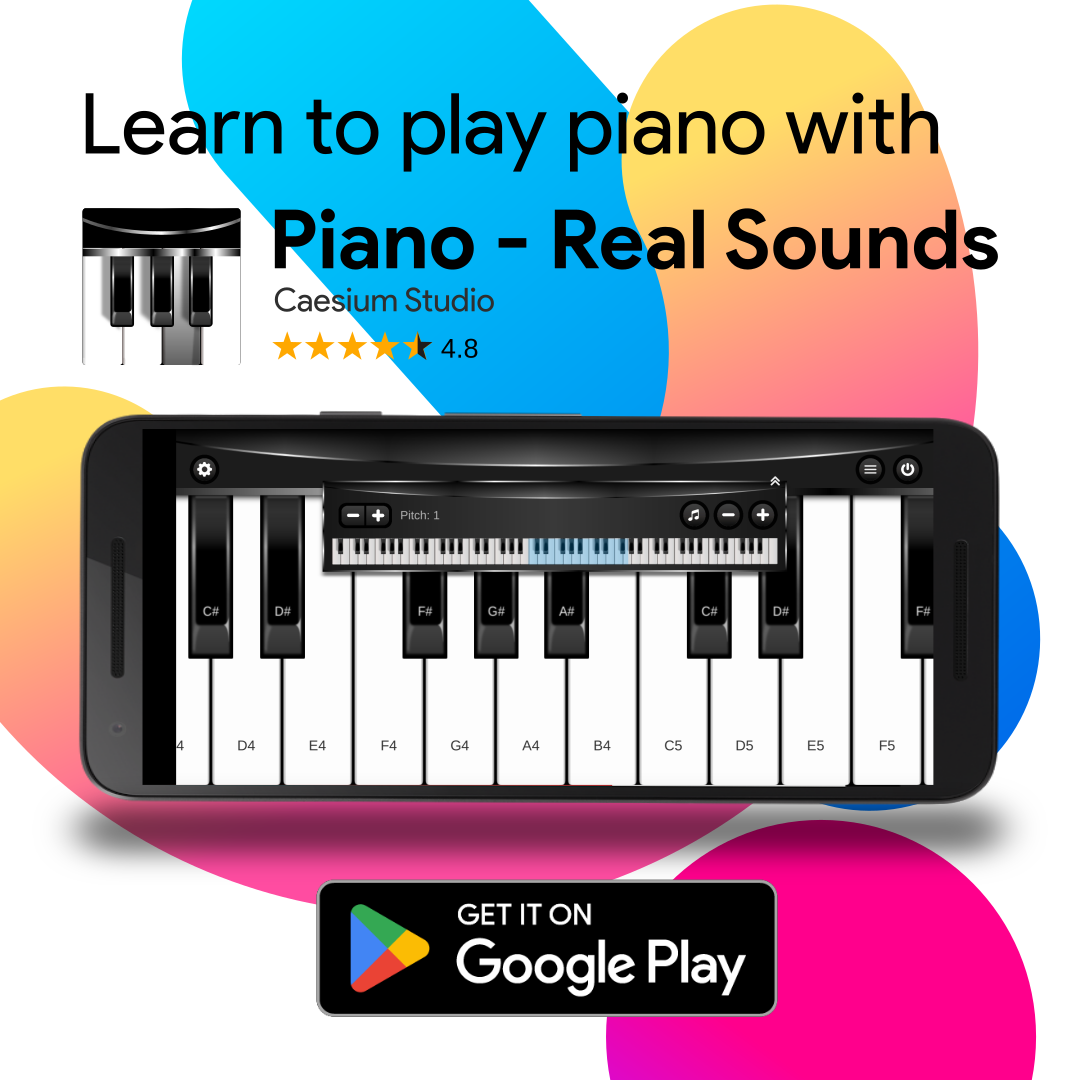 Learn to play piano with
Piano - Real Sounds
Caesium Studio
4.8
Pitch: 1
C# D# F# G# A# C# D# F#
4 D4 E4 F4 G4 A4 B4 C5 D5 E5 F5
GET IT ON
Google Play